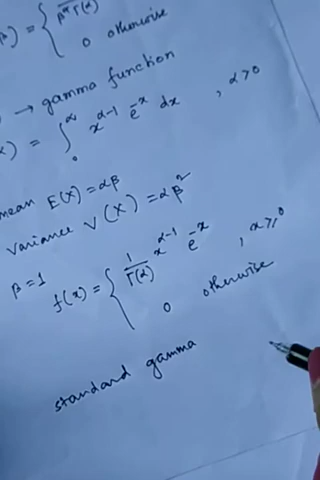 β) = { 1/(β^α Γ(α))
0 otherwise
→ gamma function
α) = ∫₀^α x^(α-1) e^(-x) dx , α>0
mean E(X) = αβ
variance V(X) = αβ²
β=1
f(x) = { 1/Γ(α) x^(α-1) e^(-x) , x≥0
0 otherwise
standard gamma